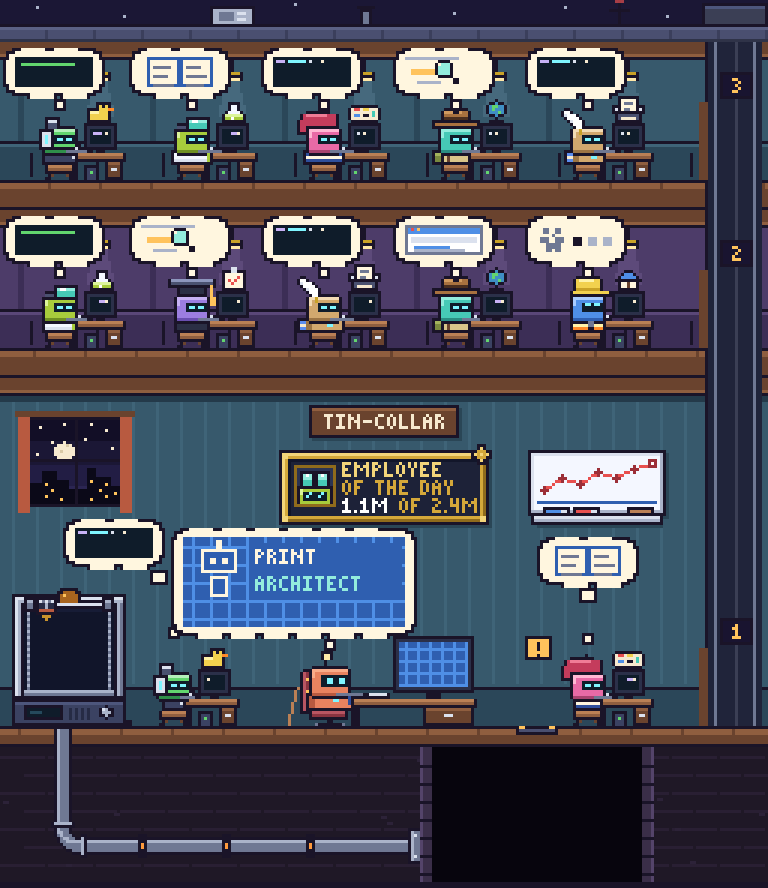 3
2
TIN-COLLAR
EMPLOYEE
OF THE DAY
1.1M OF 2.4M
PRINT
ARCHITECT
!
1